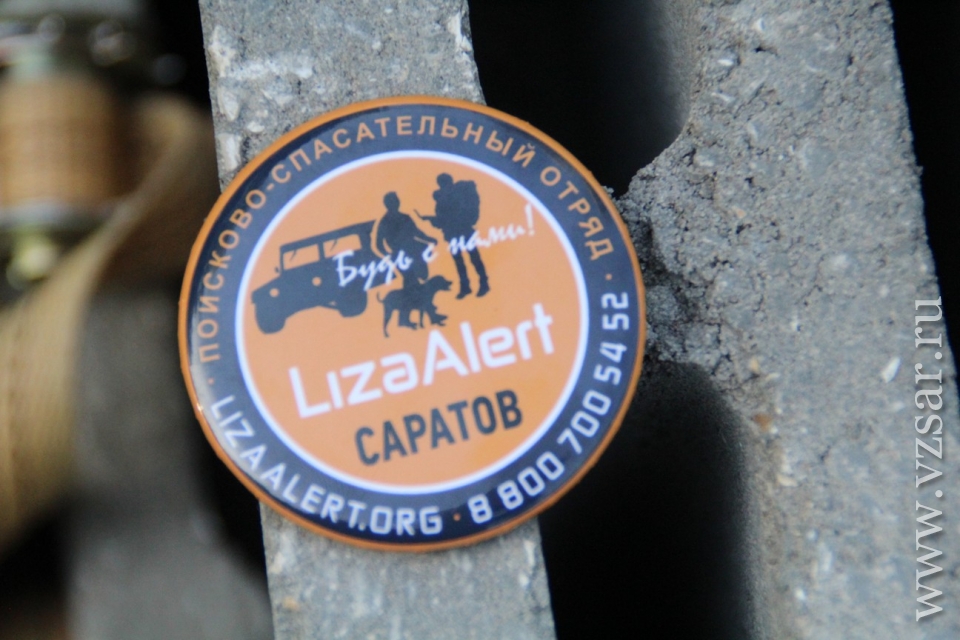 ПОИСКОВО-СПАСАТЕЛЬНЫЙ ОТРЯД
Будь с нами!
LizaAlert
САРАТОВ
LIZAALERT.ORG · 8 800 700 54 52
www.vzsar.ru